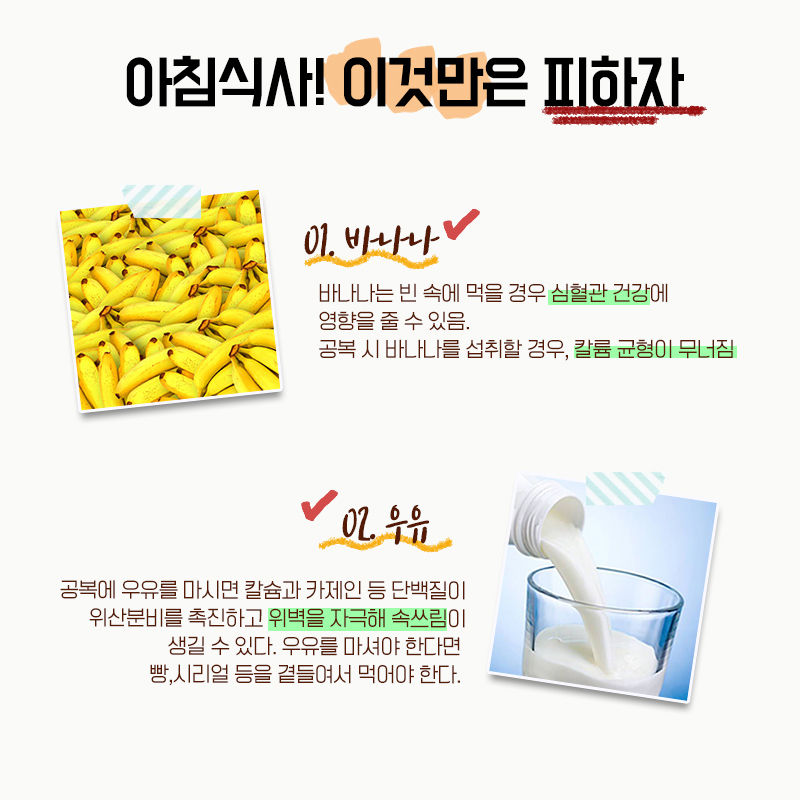 아침식사! 이것만은 피하자
01. 바나나
바나나는 빈 속에 먹을 경우 심혈관 건강에
영향을 줄 수 있음.
공복 시 바나나를 섭취할 경우, 칼륨 균형이 무너짐
02. 우유
공복에 우유를 마시면 칼슘과 카제인 등 단백질이
위산분비를 촉진하고 위벽을 자극해 속쓰림이
생길 수 있다. 우유를 마셔야 한다면
빵,시리얼 등을 곁들여서 먹어야 한다.